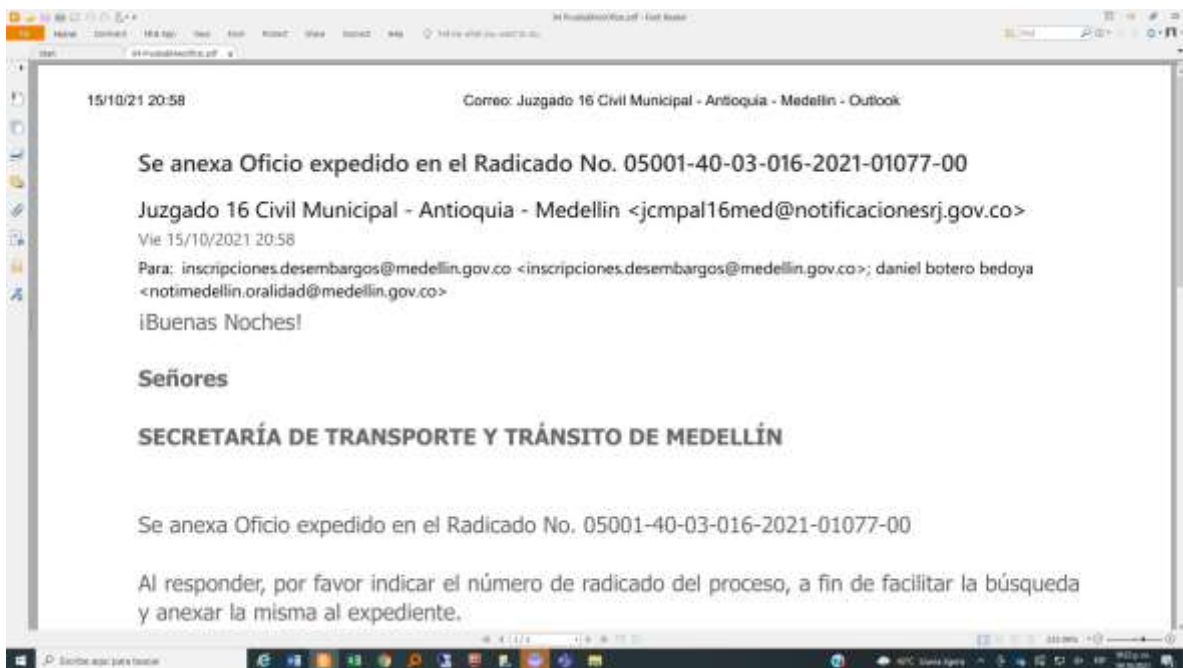 15/10/21 20:58
Correo: Juzgado 16 Civil Municipal - Antioquia - Medellin - Outlook
Se anexa Oficio expedido en el Radicado No. 05001-40-03-016-2021-01077-00
Juzgado 16 Civil Municipal - Antioquia - Medellin <jcmpal16med@notificacionesrj.gov.co>
Vie 15/10/2021 20:58
Para: inscripciones.desembargos@medellin.gov.co <inscripciones.desembargos@medellin.gov.co>; daniel botero bedoya
<notimedellin.oralidad@medellin.gov.co>
¡Buenas Noches!
Señores
SECRETARÍA DE TRANSPORTE Y TRÁNSITO DE MEDELLÍN
Se anexa Oficio expedido en el Radicado No. 05001-40-03-016-2021-01077-00
Al responder, por favor indicar el número de radicado del proceso, a fin de facilitar la búsqueda
y anexar la misma al expediente.
Escribe aquí para buscar